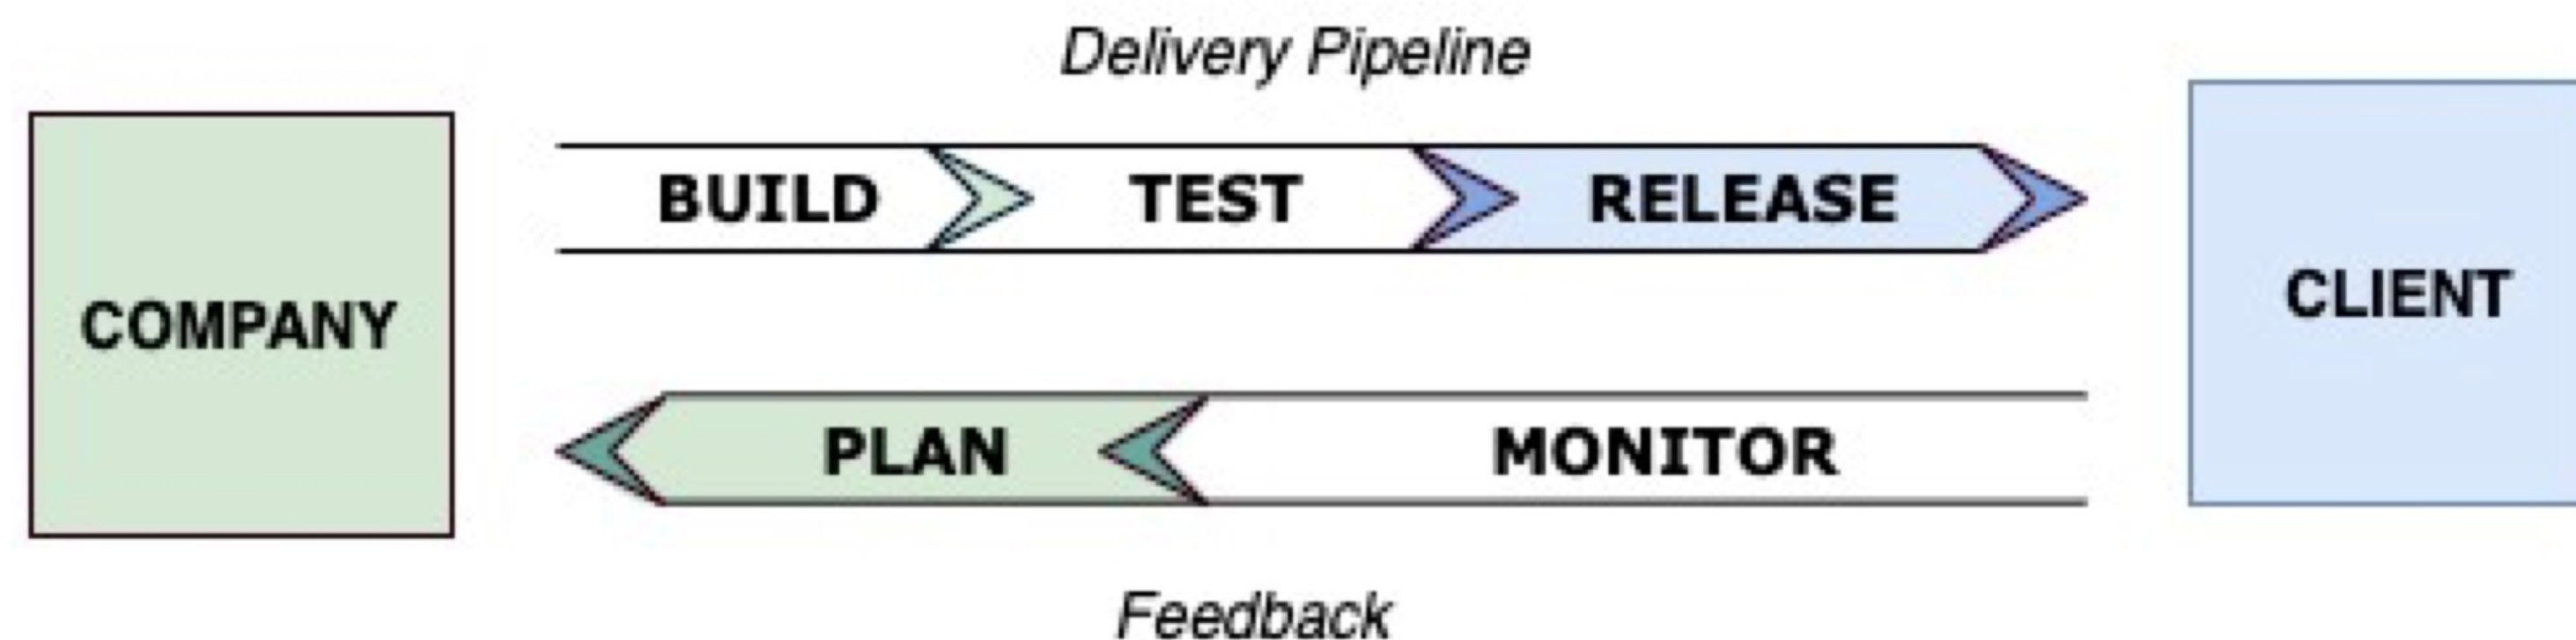 Delivery Pipeline
BUILD TEST RELEASE
COMPANY
CLIENT
PLAN MONITOR
Feedback